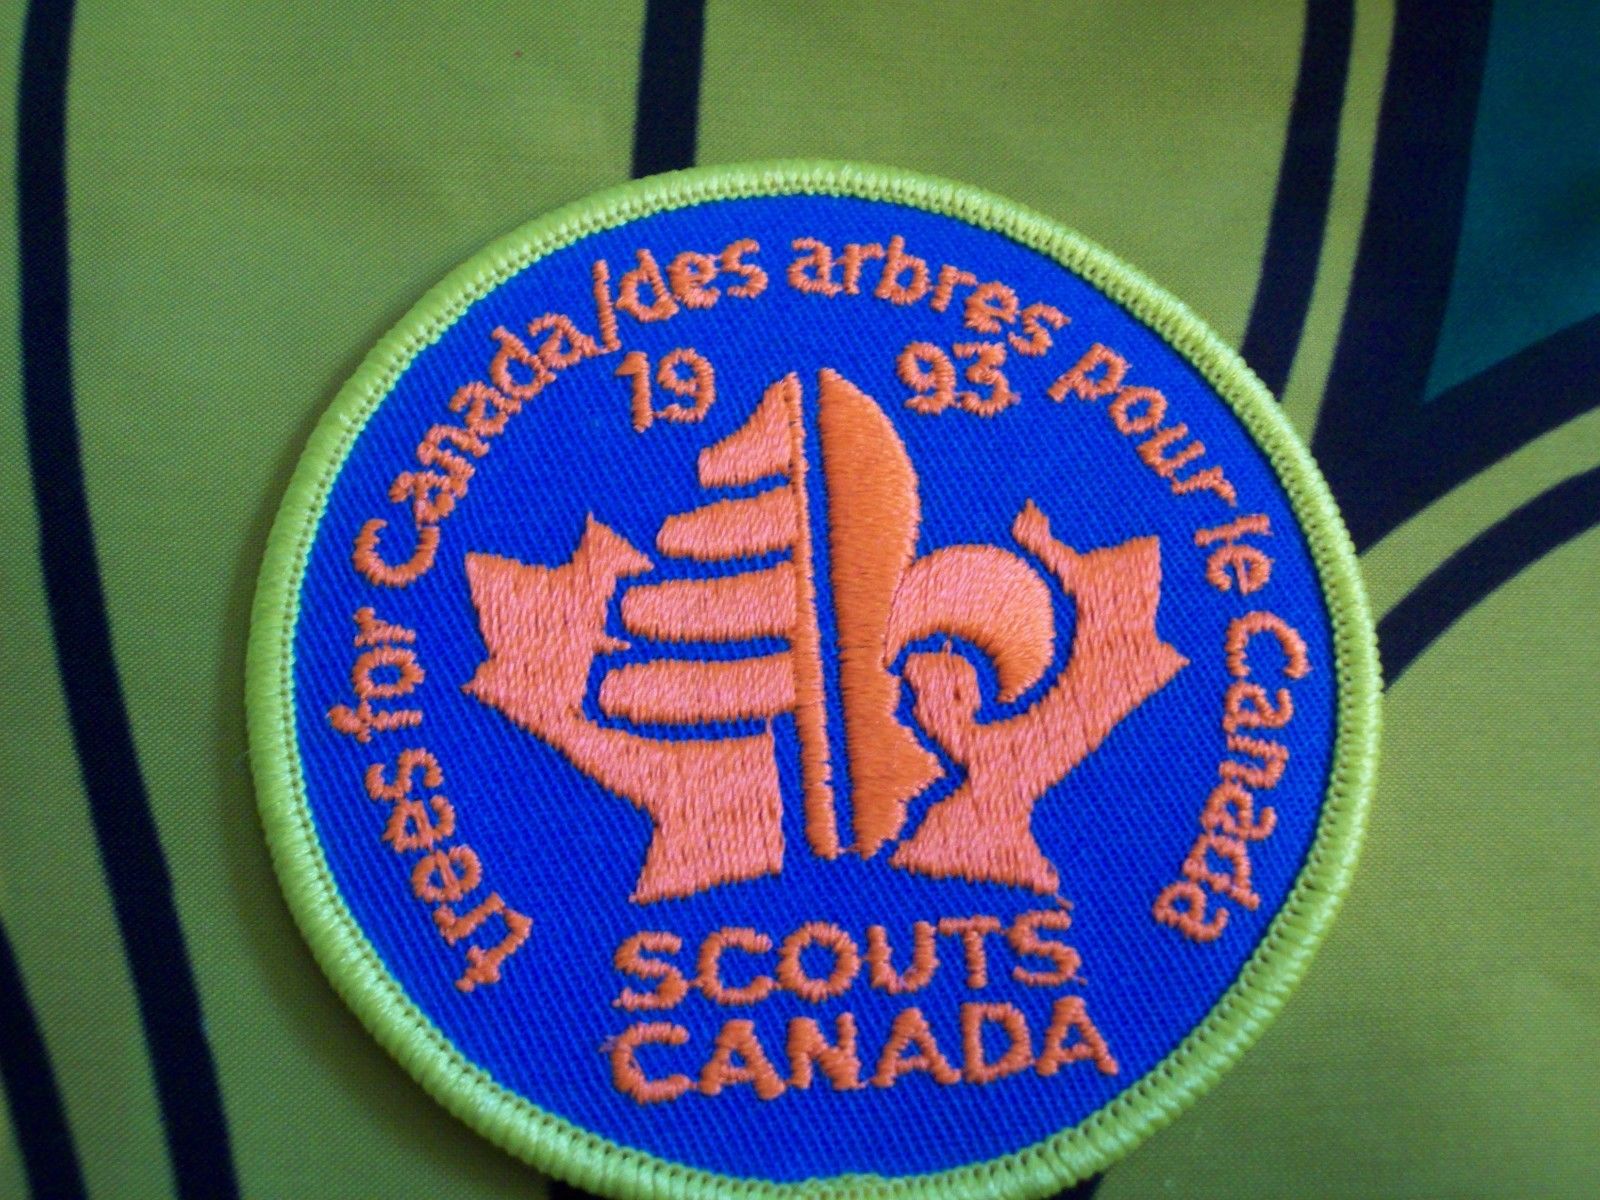 trees for Canada/des arbres pour le Canada
19 93
SCOUTS
CANADA